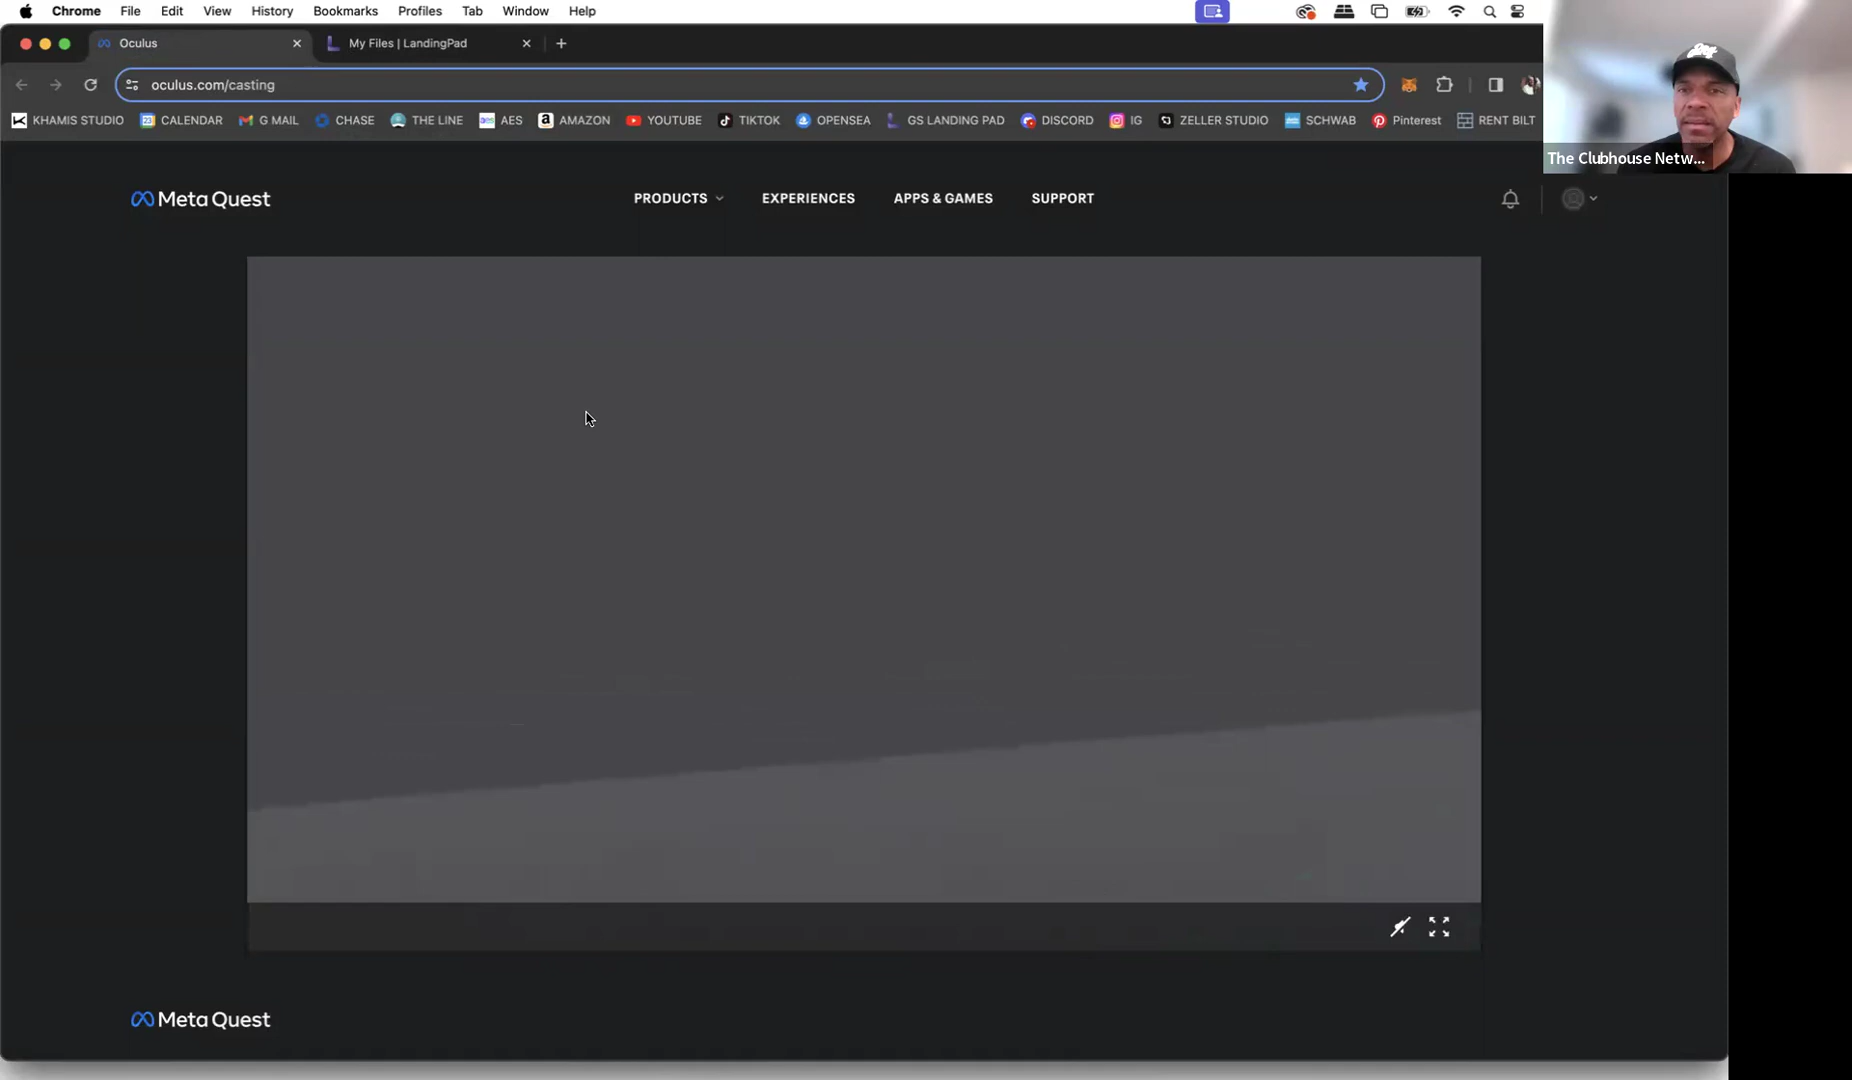 Chrome File Edit View History Bookmarks Profiles Tab Window Help
Oculus
My Files | LandingPad
oculus.com/casting
KHAMIS STUDIO CALENDAR G MAIL CHASE THE LINE AES AMAZON YOUTUBE TIKTOK OPENSEA GS LANDING PAD DISCORD IG ZELLER STUDIO SCHWAB Pinterest RENT BILT
The Clubhouse Netw...
Meta Quest PRODUCTS EXPERIENCES APPS & GAMES SUPPORT
Meta Quest